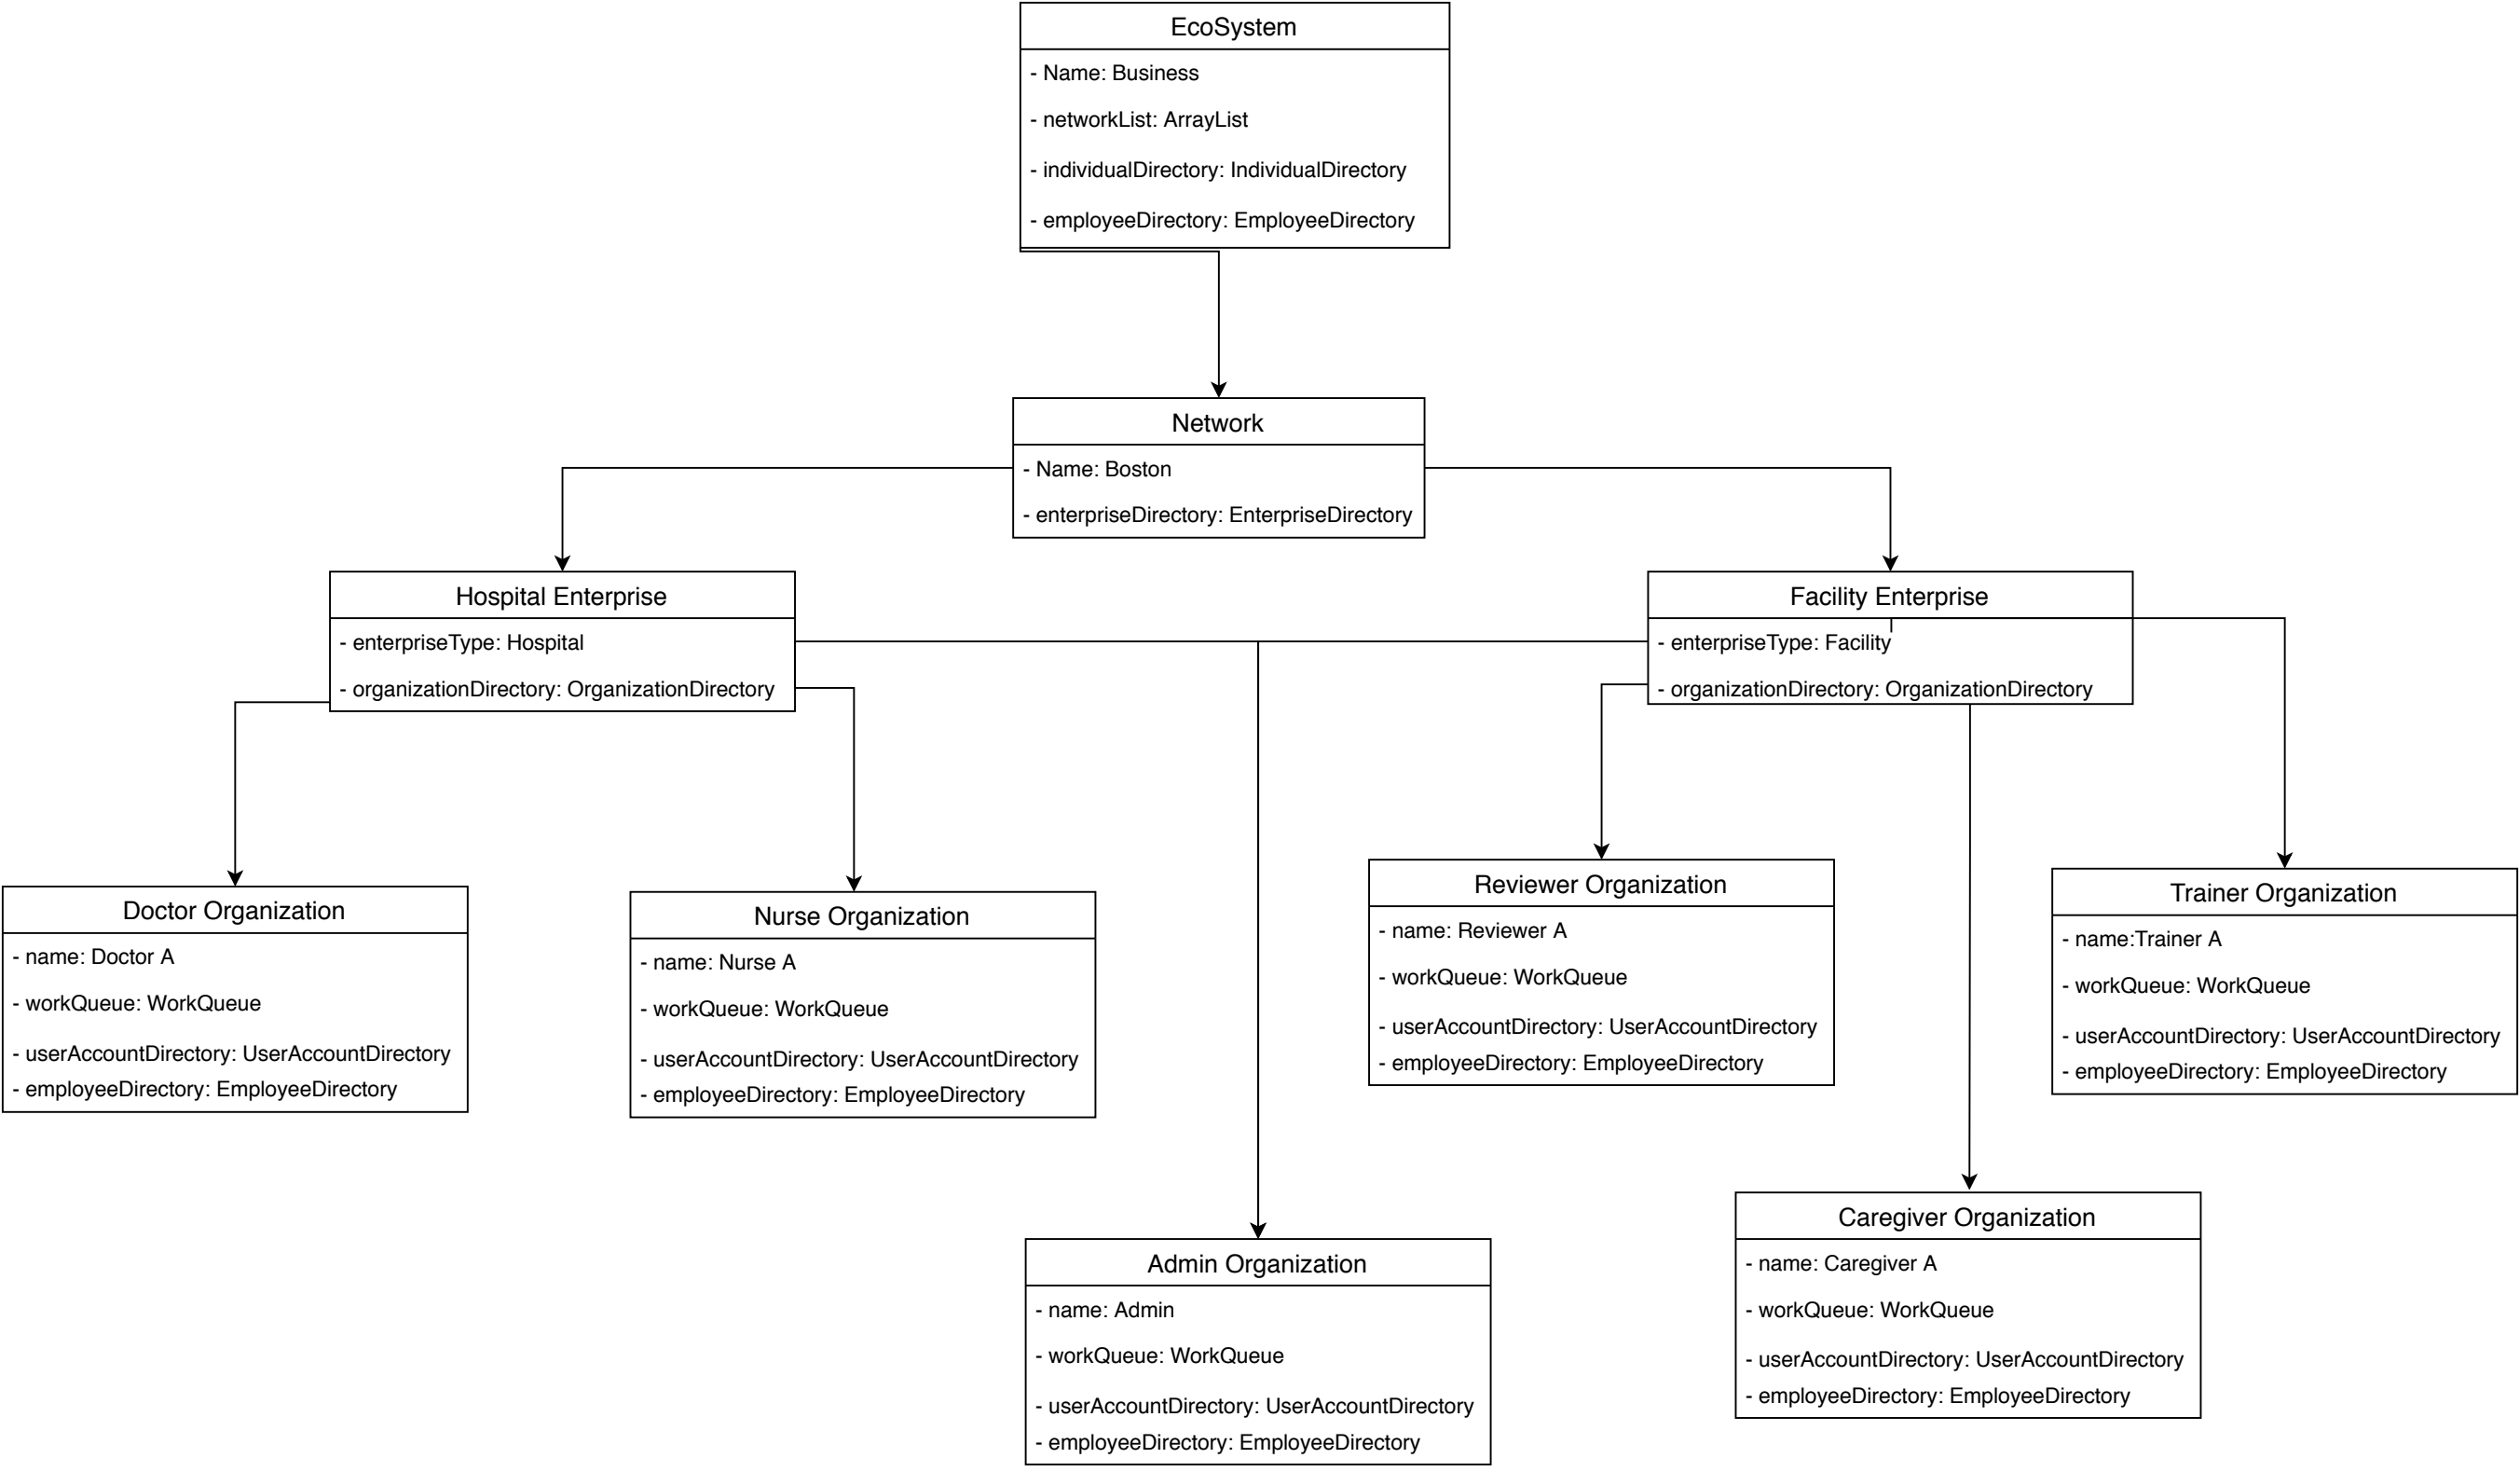 EcoSystem
- Name: Business
- networkList: ArrayList
- individualDirectory: IndividualDirectory
- employeeDirectory: EmployeeDirectory
Network
- Name: Boston
- enterpriseDirectory: EnterpriseDirectory
Hospital Enterprise
- enterpriseType: Hospital
- organizationDirectory: OrganizationDirectory
Facility Enterprise
- enterpriseType: Facility
- organizationDirectory: OrganizationDirectory
Doctor Organization
- name: Doctor A
- workQueue: WorkQueue
- userAccountDirectory: UserAccountDirectory
- employeeDirectory: EmployeeDirectory
Nurse Organization
- name: Nurse A
- workQueue: WorkQueue
- userAccountDirectory: UserAccountDirectory
- employeeDirectory: EmployeeDirectory
Reviewer Organization
- name: Reviewer A
- workQueue: WorkQueue
- userAccountDirectory: UserAccountDirectory
- employeeDirectory: EmployeeDirectory
Trainer Organization
- name:Trainer A
- workQueue: WorkQueue
- userAccountDirectory: UserAccountDirectory
- employeeDirectory: EmployeeDirectory
Admin Organization
- name: Admin
- workQueue: WorkQueue
- userAccountDirectory: UserAccountDirectory
- employeeDirectory: EmployeeDirectory
Caregiver Organization
- name: Caregiver A
- workQueue: WorkQueue
- userAccountDirectory: UserAccountDirectory
- employeeDirectory: EmployeeDirectory